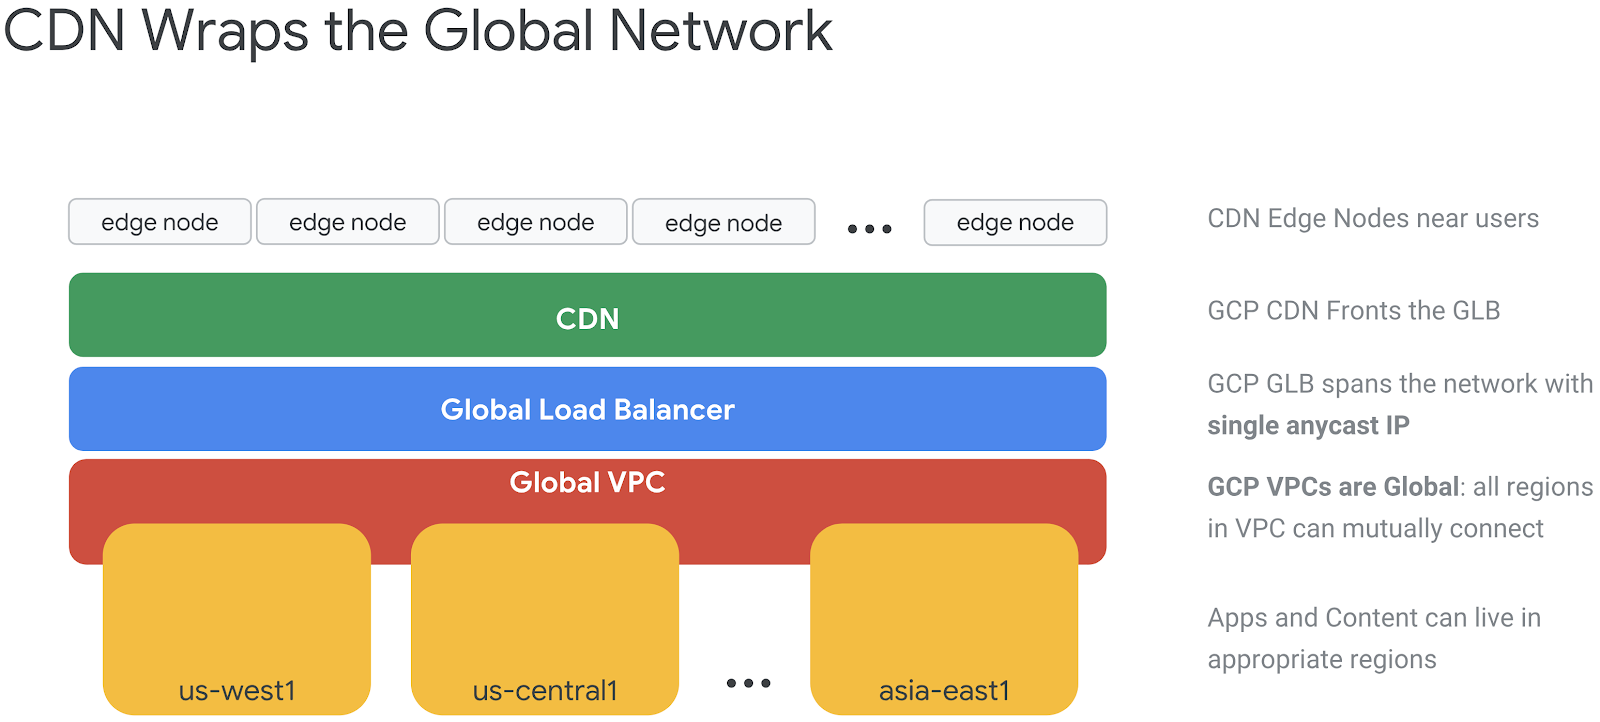 CDN Wraps the Global Network
edge node
edge node
edge node
edge node
...
edge node
CDN Edge Nodes near users
CDN
GCP CDN Fronts the GLB
Global Load Balancer
GCP GLB spans the network with
single anycast IP
Global VPC
GCP VPCs are Global: all regions
in VPC can mutually connect
us-west1
us-central1
...
asia-east1
Apps and Content can live in
appropriate regions